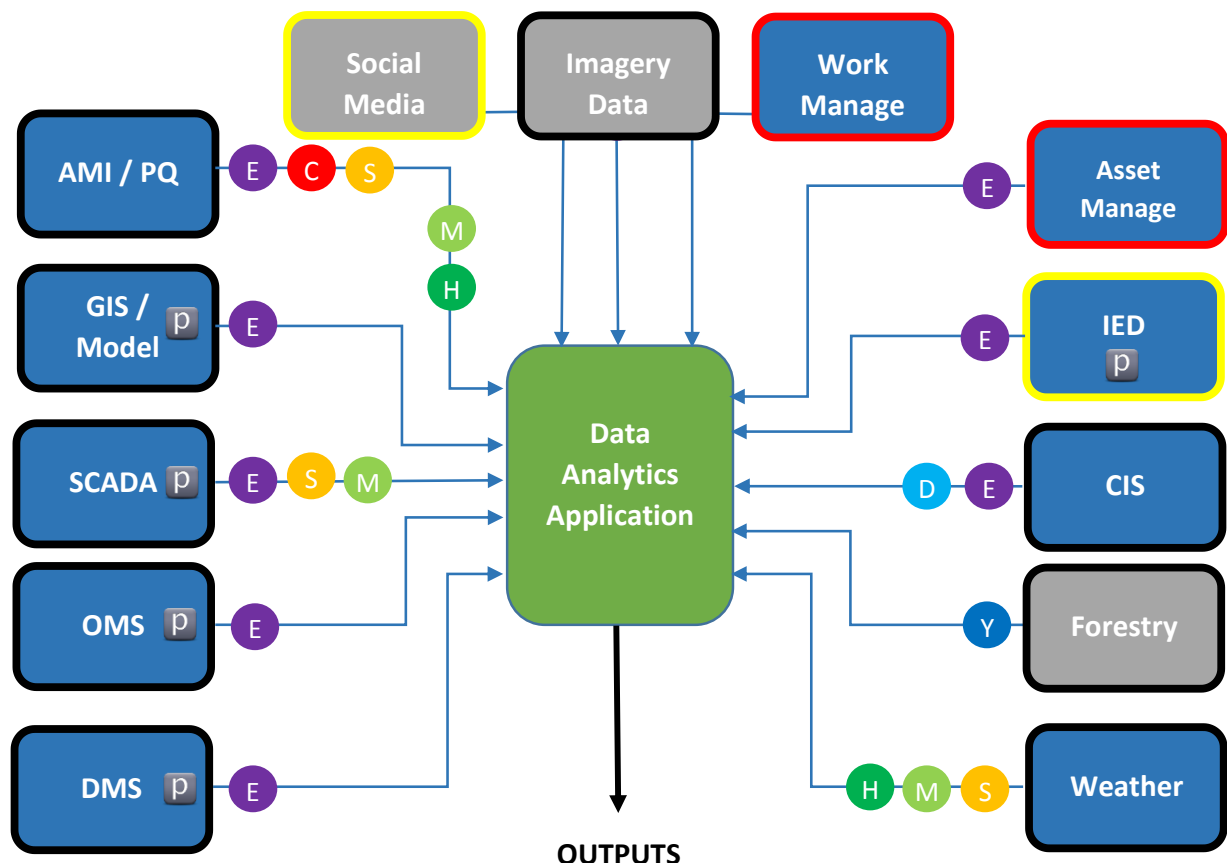 Social
Media
Imagery
Data
Work
Manage
AMI / PQ
E
C
S
M
H
E
Asset
Manage
GIS /
Model
p
E
E
IED
p
Data
Analytics
Application
SCADA
p
E
S
M
D
E
CIS
OMS
p
E
Y
Forestry
DMS
p
E
H
M
S
Weather
OUTPUTS